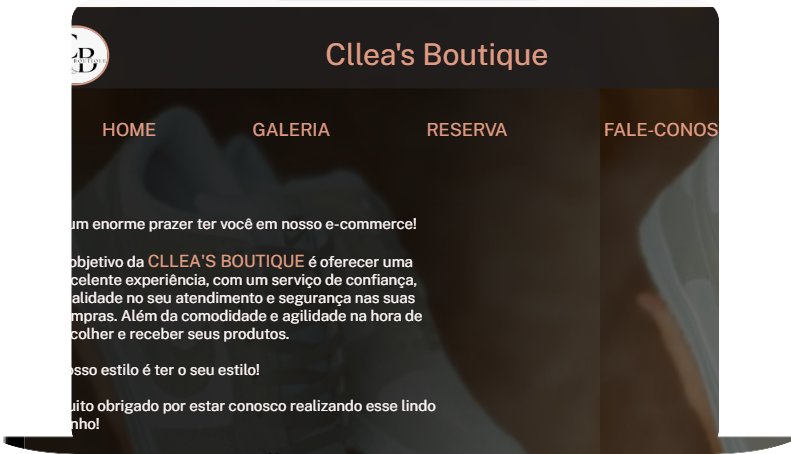 Cllea's Boutique
HOME GALERIA RESERVA FALE-CONOS
um enorme prazer ter você em nosso e-commerce!
objetivo da CLLEA'S BOUTIQUE é oferecer uma
celente experiência, com um serviço de confiança,
alidade no seu atendimento e segurança nas suas
mpras. Além da comodidade e agilidade na hora de
colher e receber seus produtos.
osso estilo é ter o seu estilo!
uito obrigado por estar conosco realizando esse lindo
nho!